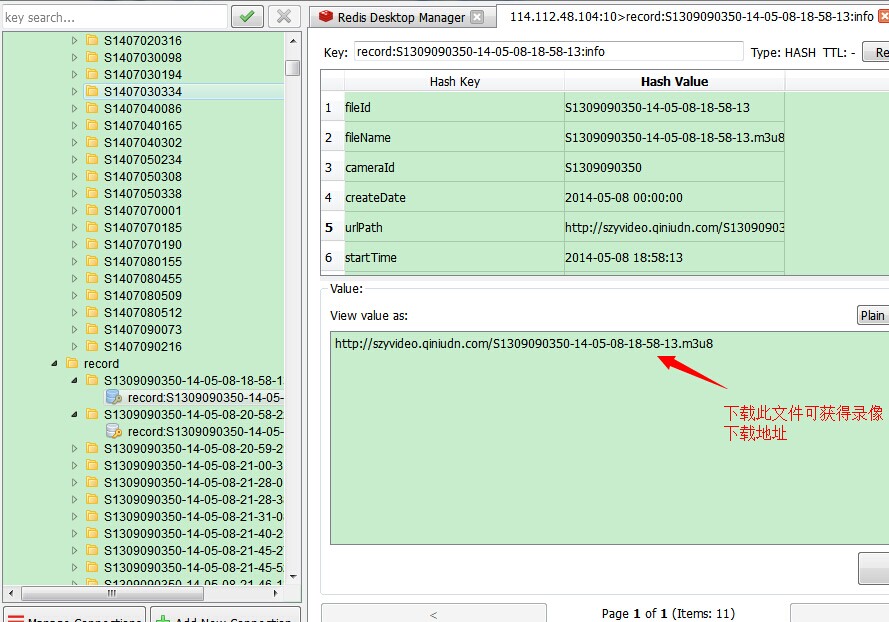 key search...
S1407020316
S1407030098
S1407030194
S1407030334
S1407040086
S1407040165
S1407040302
S1407050234
S1407050308
S1407050338
S1407070001
S1407070185
S1407070190
S1407080155
S1407080455
S1407080509
S1407080512
S1407090073
S1407090216
record
S1309090350-14-05-08-18-58-1
record:S1309090350-14-05-
S1309090350-14-05-08-20-58-2
record:S1309090350-14-05-
S1309090350-14-05-08-20-59-2
S1309090350-14-05-08-21-00-3
S1309090350-14-05-08-21-28-0
S1309090350-14-05-08-21-28-3
S1309090350-14-05-08-21-31-0
S1309090350-14-05-08-21-40-2
S1309090350-14-05-08-21-45-2
S1309090350-14-05-08-21-45-5
S1309090350-14-05-08-21-46-1
Manage Connections
Add New Connection
Redis Desktop Manager
114.112.48.104:10>record:S1309090350-14-05-08-18-58-13:info
Key: record:S1309090350-14-05-08-18-58-13:info Type: HASH TTL: - Re
Hash Key Hash Value
1 fileId S1309090350-14-05-08-18-58-13
2 fileName S1309090350-14-05-08-18-58-13.m3u8
3 cameraId S1309090350
4 createDate 2014-05-08 00:00:00
5 urlPath http://szyvideo.qiniudn.com/S13090903
6 startTime 2014-05-08 18:58:13
Value:
View value as: Plain
http://szyvideo.qiniudn.com/S1309090350-14-05-08-18-58-13.m3u8
下载此文件可获得录像
下载地址
< Page 1 of 1 (Items: 11)